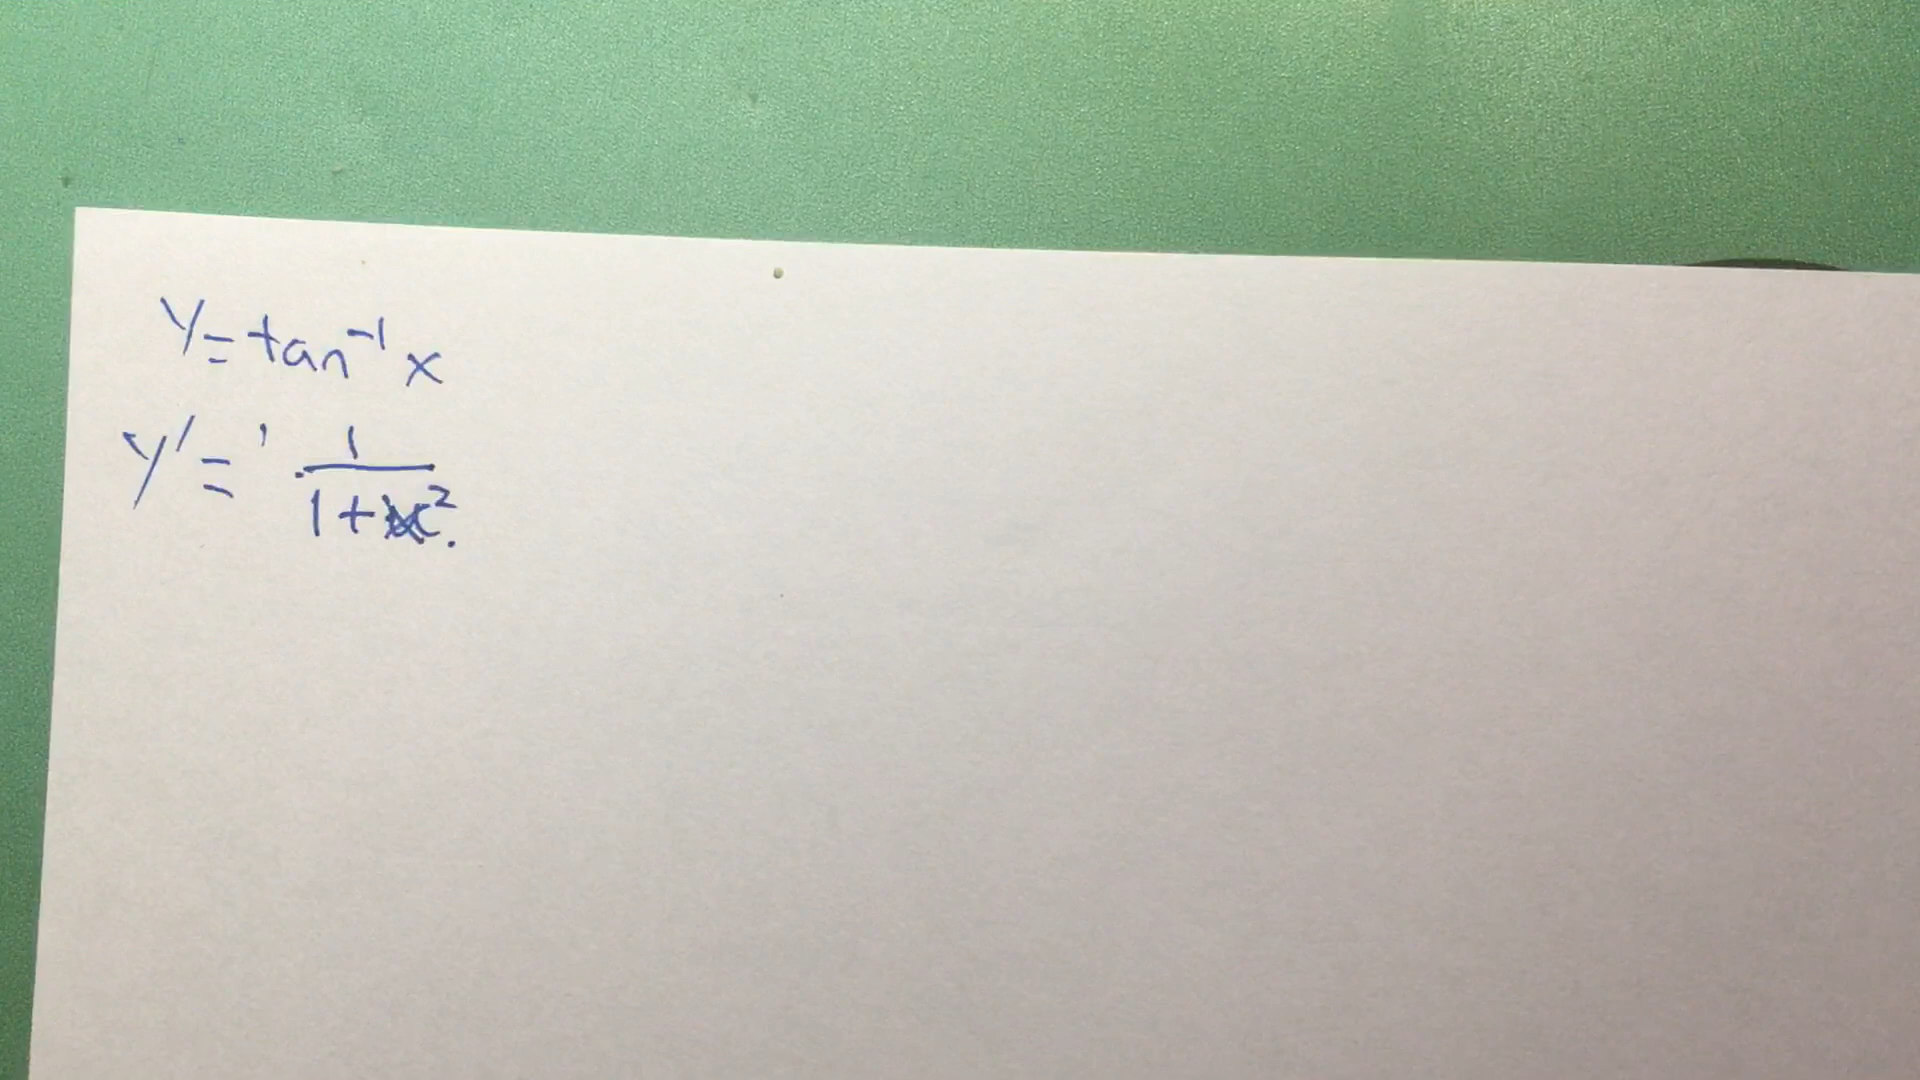 y = tan⁻¹ x
y' = 1/(1+x²)